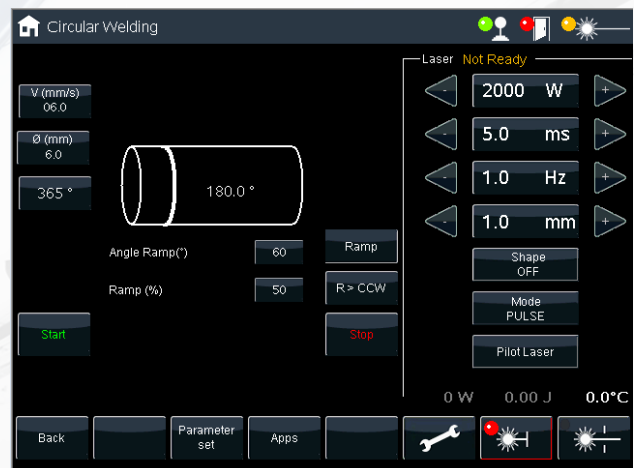 Circular Welding
Laser Not Ready
V (mm/s)
06.0
Ø (mm)
6.0
365 °
180.0 °
Angle Ramp(°) 60
Ramp (%) 50
Ramp
R > CCW
Start
Stop
- 2000 W +
- 5.0 ms +
- 1.0 Hz +
- 1.0 mm +
Shape
OFF
Mode
PULSE
Pilot Laser
0 W 0.00 J 0.0°C
Back
Parameter
set
Apps